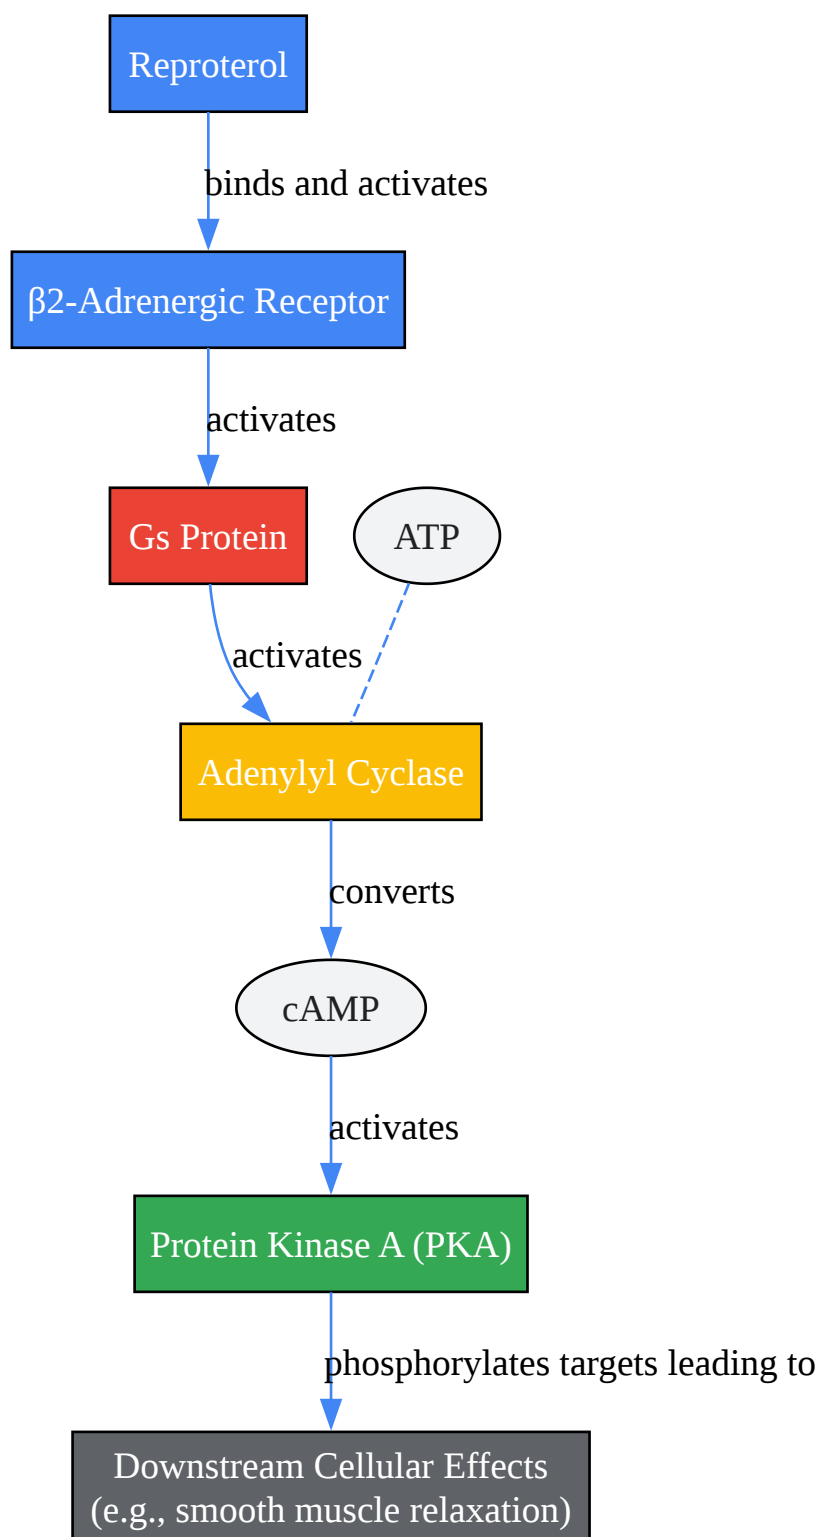 Reproterol
binds and activates
β2-Adrenergic Receptor
activates
Gs Protein
ATP
activates
Adenylyl Cyclase
converts
cAMP
activates
Protein Kinase A (PKA)
phosphorylates targets leading to
Downstream Cellular Effects
(e.g., smooth muscle relaxation)